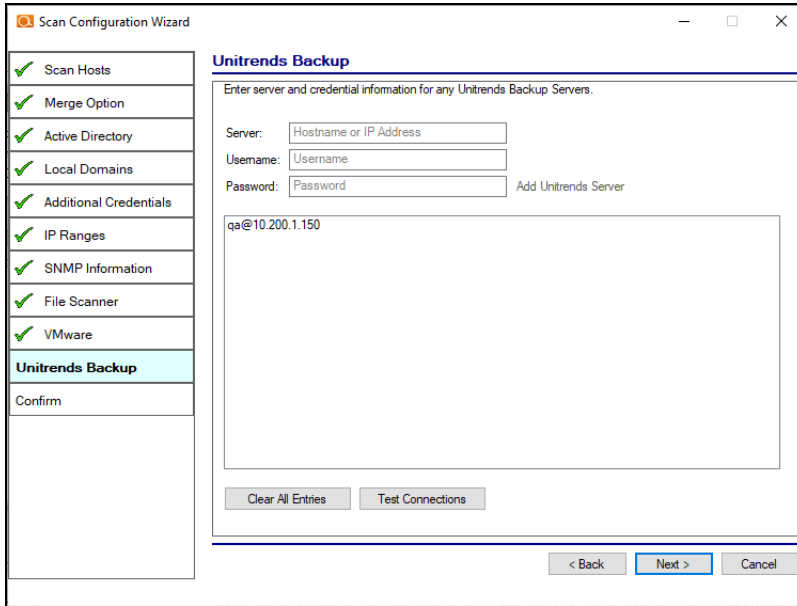 Scan Configuration Wizard
Scan Hosts
Merge Option
Active Directory
Local Domains
Additional Credentials
IP Ranges
SNMP Information
File Scanner
VMware
Unitrends Backup
Confirm
Unitrends Backup
Enter server and credential information for any Unitrends Backup Servers.
Server: Hostname or IP Address
Username: Username
Password: Password Add Unitrends Server
qa@10.200.1.150
Clear All Entries Test Connections
< Back Next > Cancel